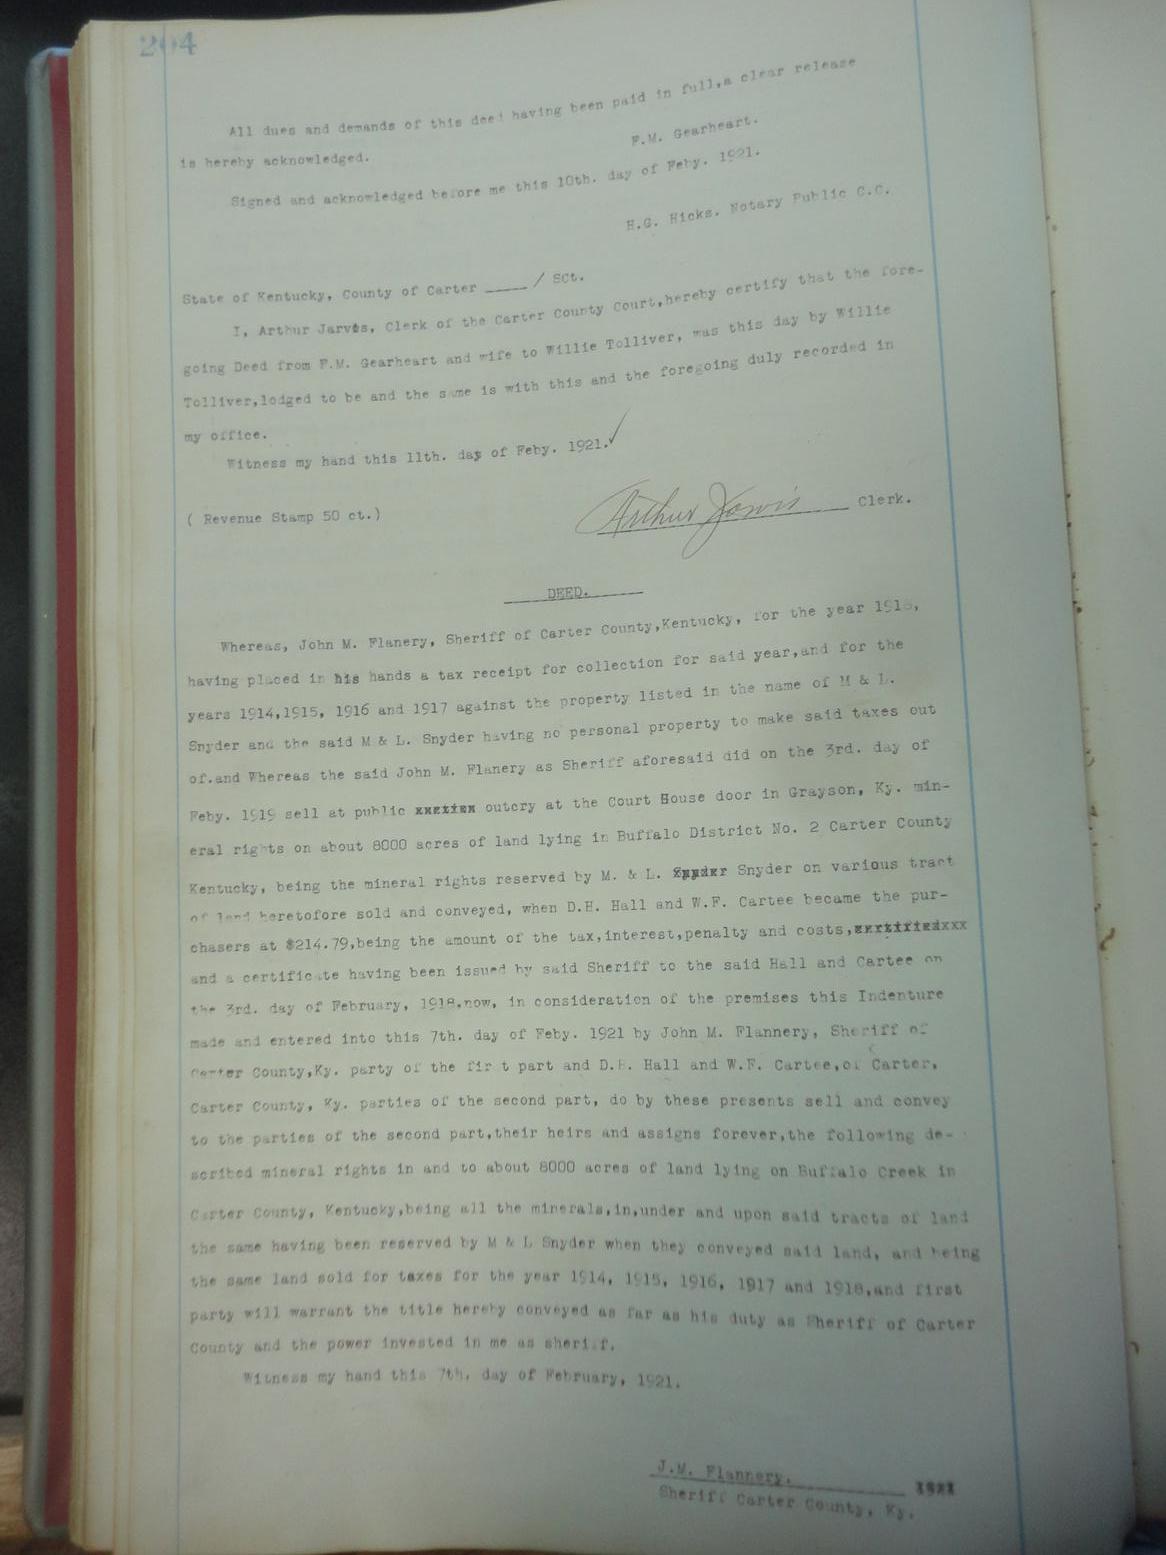 204
All dues and demands of this deed having been paid in full,a clear release
is hereby acknowledged.
F.M. Gearheart.
Signed and acknowledged before me this 10th. day of Feby. 1921.
H.G. Hicks. Notary Public C.C.
State of Kentucky, County of Carter ____ / SCt.
I, Arthur Jarvis, Clerk of the Carter County Court,hereby certify that the fore-
going Deed from F.M. Gearheart and wife to Willie Tolliver, was this day by Willie
Tolliver,lodged to be and the same is with this and the foregoing duly recorded in
my office.
Witness my hand this 11th. day of Feby. 1921.✓
( Revenue Stamp 50 ct.)
Arthur Jarvis Clerk.
DEED.
Whereas, John M. Flanery, Sheriff of Carter County,Kentucky, for the year 1918,
having placed in his hands a tax receipt for collection for said year,and for the
years 1914,1915, 1916 and 1917 against the property listed in the name of M & L.
Snyder and the said M & L. Snyder having no personal property to make said taxes out
of.and Whereas the said John M. Flanery as Sheriff aforesaid did on the 3rd. day of
Feby. 1919 sell at public outcry at the Court House door in Grayson, Ky. min-
eral rights on about 8000 acres of land lying in Buffalo District No. 2 Carter County
Kentucky, being the mineral rights reserved by M. & L. Snyder on various tract
of land heretofore sold and conveyed, when D.H. Hall and W.F. Cartee became the pur-
chasers at $214.79,being the amount of the tax,interest,penalty and costs,
and a certificate having been issued by said Sheriff to the said Hall and Cartee on
the 3rd. day of February, 1918,now, in consideration of the premises this Indenture
made and entered into this 7th. day of Feby. 1921 by John M. Flannery, Sheriff of
Carter County,Ky. party of the fir t part and D.H. Hall and W.F. Cartee,of Carter,
Carter County, Ky. parties of the second part, do by these presents sell and convey
to the parties of the second part,their heirs and assigns forever,the following de-
scribed mineral rights in and to about 8000 acres of land lying on Buffalo Creek in
Carter County, Kentucky,being all the minerals,in,under and upon said tracts of land
the same having been reserved by M & L Snyder when they conveyed said land, and being
the same land sold for taxes for the year 1914, 1915, 1916, 1917 and 1918,and first
party will warrant the title hereby conveyed as far as his duty as Sheriff of Carter
County and the power invested in me as sheriff.
Witness my hand this 7th. day of February, 1921.
J.M. Flannery.
Sheriff Carter County, Ky.